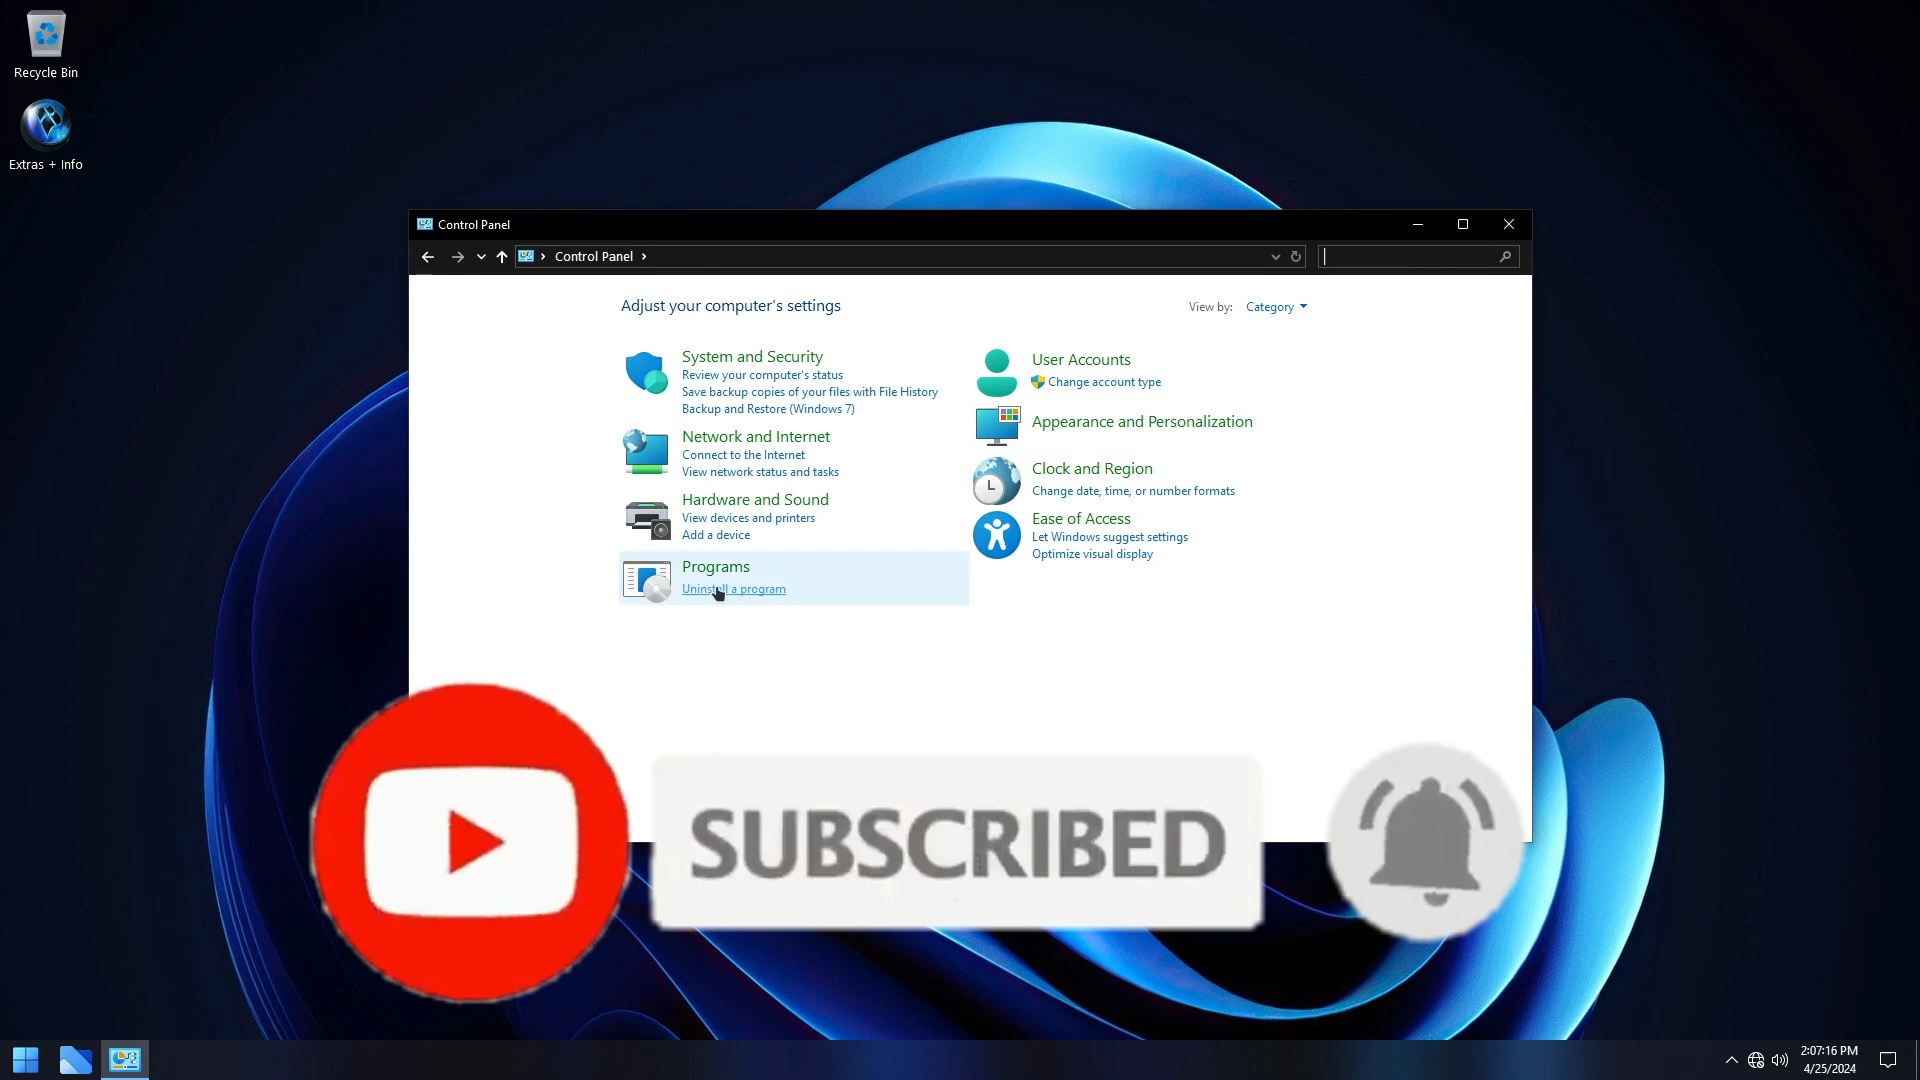 Recycle Bin
Extras + Info
Control Panel
Control Panel
Adjust your computer's settings
View by: Category
System and Security
Review your computer's status
Save backup copies of your files with File History
Backup and Restore (Windows 7)
Network and Internet
Connect to the Internet
View network status and tasks
Hardware and Sound
View devices and printers
Add a device
Programs
Uninstall a program
User Accounts
Change account type
Appearance and Personalization
Clock and Region
Change date, time, or number formats
Ease of Access
Let Windows suggest settings
Optimize visual display
SUBSCRIBED
2:07:16 PM
4/25/2024